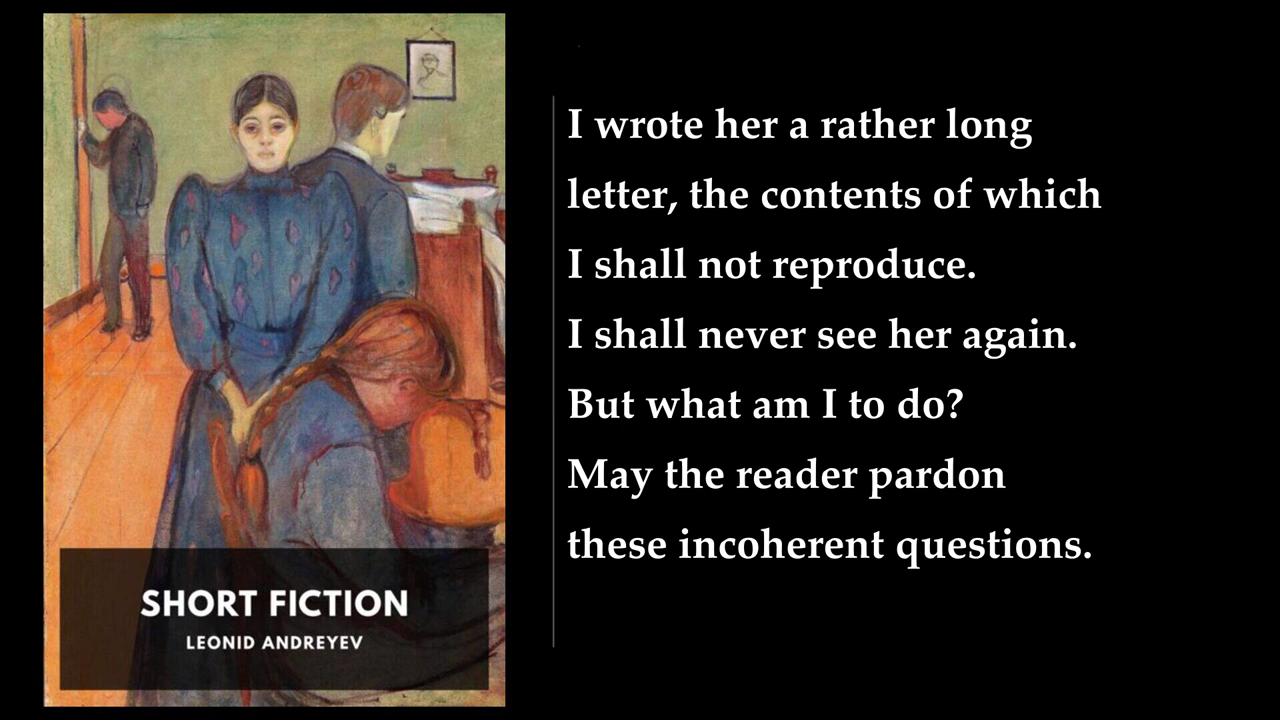 SHORT FICTION
LEONID ANDREYEV
I wrote her a rather long
letter, the contents of which
I shall not reproduce.
I shall never see her again.
But what am I to do?
May the reader pardon
these incoherent questions.